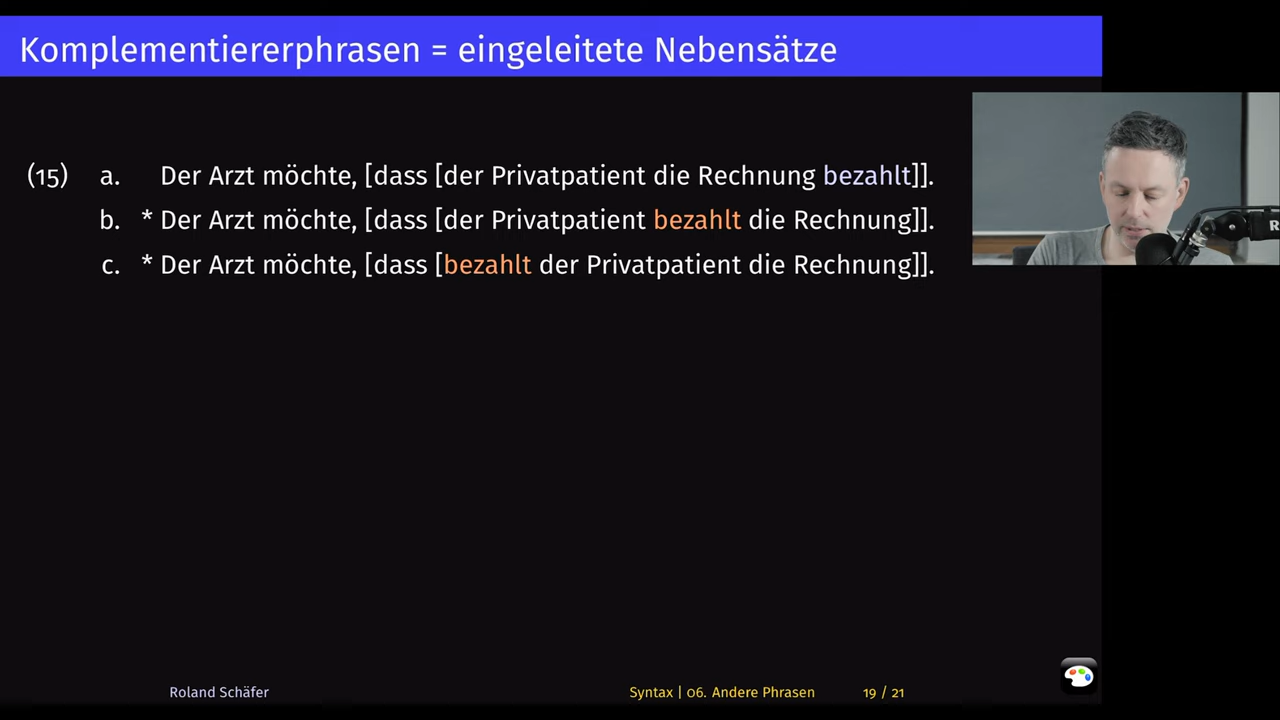 Komplementiererphrasen = eingeleitete Nebensätze
(15) a. Der Arzt möchte, [dass [der Privatpatient die Rechnung bezahlt]].
b. * Der Arzt möchte, [dass [der Privatpatient bezahlt die Rechnung]].
c. * Der Arzt möchte, [dass [bezahlt der Privatpatient die Rechnung]].
R
Roland Schäfer Syntax | 06. Andere Phrasen 19 / 21